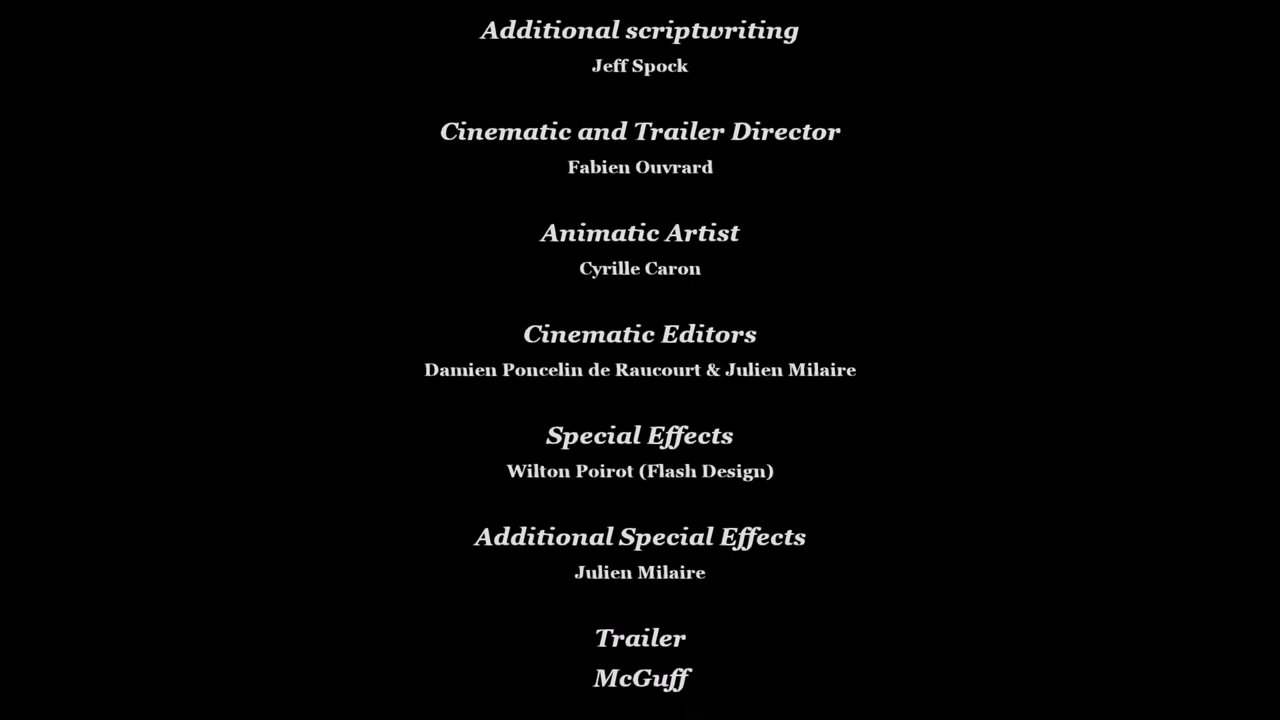 Additional scriptwriting
Jeff Spock
Cinematic and Trailer Director
Fabien Ouvrard
Animatic Artist
Cyrille Caron
Cinematic Editors
Damien Poncelin de Raucourt & Julien Milaire
Special Effects
Wilton Poirot (Flash Design)
Additional Special Effects
Julien Milaire
Trailer
McGuff